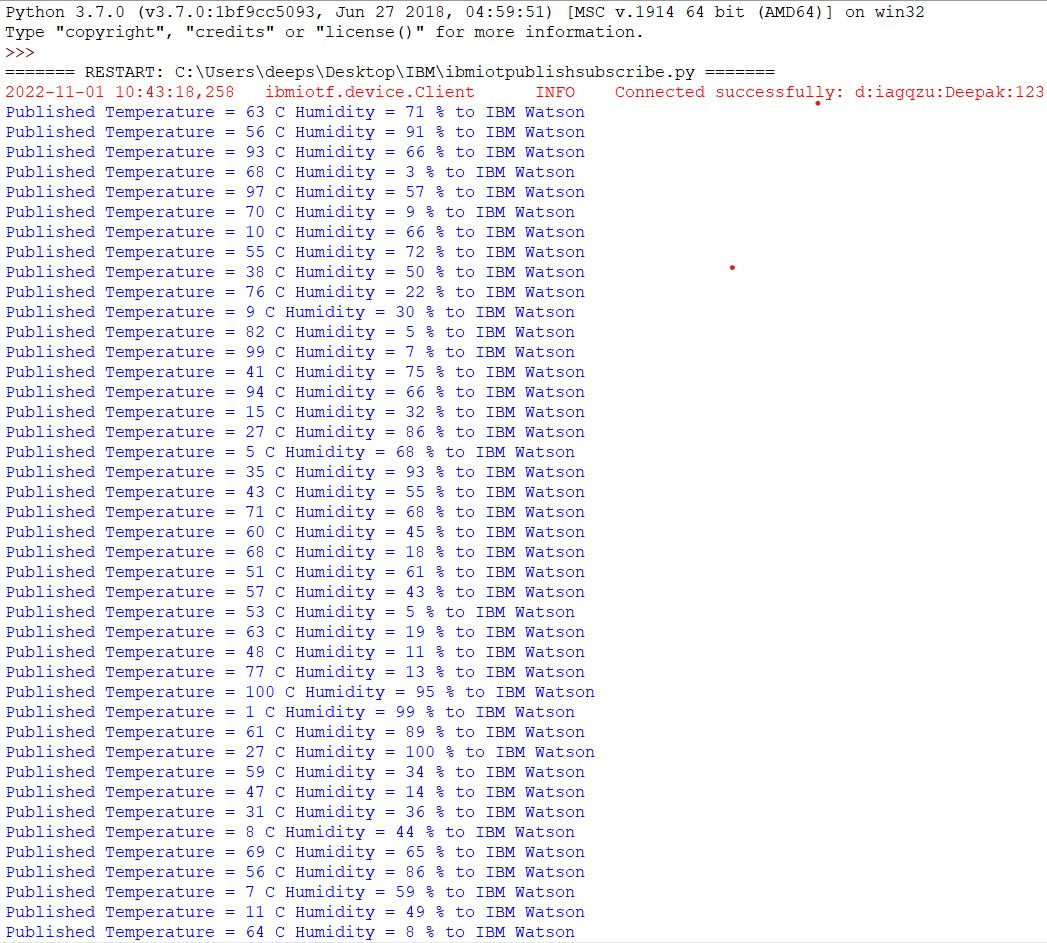 Python 3.7.0 (v3.7.0:1bf9cc5093, Jun 27 2018, 04:59:51) [MSC v.1914 64 bit (AMD64)] on win32
Type "copyright", "credits" or "license()" for more information.
>>>
======= RESTART: C:\Users\deeps\Desktop\IBM\ibmiotpublishsubscribe.py =======
2022-11-01 10:43:18,258   ibmiotf.device.Client      INFO    Connected successfully: d:iagqzu:Deepak:123
Published Temperature = 63 C Humidity = 71 % to IBM Watson
Published Temperature = 56 C Humidity = 91 % to IBM Watson
Published Temperature = 93 C Humidity = 66 % to IBM Watson
Published Temperature = 68 C Humidity = 3 % to IBM Watson
Published Temperature = 97 C Humidity = 57 % to IBM Watson
Published Temperature = 70 C Humidity = 9 % to IBM Watson
Published Temperature = 10 C Humidity = 66 % to IBM Watson
Published Temperature = 55 C Humidity = 72 % to IBM Watson
Published Temperature = 38 C Humidity = 50 % to IBM Watson
Published Temperature = 76 C Humidity = 22 % to IBM Watson
Published Temperature = 9 C Humidity = 30 % to IBM Watson
Published Temperature = 82 C Humidity = 5 % to IBM Watson
Published Temperature = 99 C Humidity = 7 % to IBM Watson
Published Temperature = 41 C Humidity = 75 % to IBM Watson
Published Temperature = 94 C Humidity = 66 % to IBM Watson
Published Temperature = 15 C Humidity = 32 % to IBM Watson
Published Temperature = 27 C Humidity = 86 % to IBM Watson
Published Temperature = 5 C Humidity = 68 % to IBM Watson
Published Temperature = 35 C Humidity = 93 % to IBM Watson
Published Temperature = 43 C Humidity = 55 % to IBM Watson
Published Temperature = 71 C Humidity = 68 % to IBM Watson
Published Temperature = 60 C Humidity = 45 % to IBM Watson
Published Temperature = 68 C Humidity = 18 % to IBM Watson
Published Temperature = 51 C Humidity = 61 % to IBM Watson
Published Temperature = 57 C Humidity = 43 % to IBM Watson
Published Temperature = 53 C Humidity = 5 % to IBM Watson
Published Temperature = 63 C Humidity = 19 % to IBM Watson
Published Temperature = 48 C Humidity = 11 % to IBM Watson
Published Temperature = 77 C Humidity = 13 % to IBM Watson
Published Temperature = 100 C Humidity = 95 % to IBM Watson
Published Temperature = 1 C Humidity = 99 % to IBM Watson
Published Temperature = 61 C Humidity = 89 % to IBM Watson
Published Temperature = 27 C Humidity = 100 % to IBM Watson
Published Temperature = 59 C Humidity = 34 % to IBM Watson
Published Temperature = 47 C Humidity = 14 % to IBM Watson
Published Temperature = 31 C Humidity = 36 % to IBM Watson
Published Temperature = 8 C Humidity = 44 % to IBM Watson
Published Temperature = 69 C Humidity = 65 % to IBM Watson
Published Temperature = 56 C Humidity = 86 % to IBM Watson
Published Temperature = 7 C Humidity = 59 % to IBM Watson
Published Temperature = 11 C Humidity = 49 % to IBM Watson
Published Temperature = 64 C Humidity = 8 % to IBM Watson